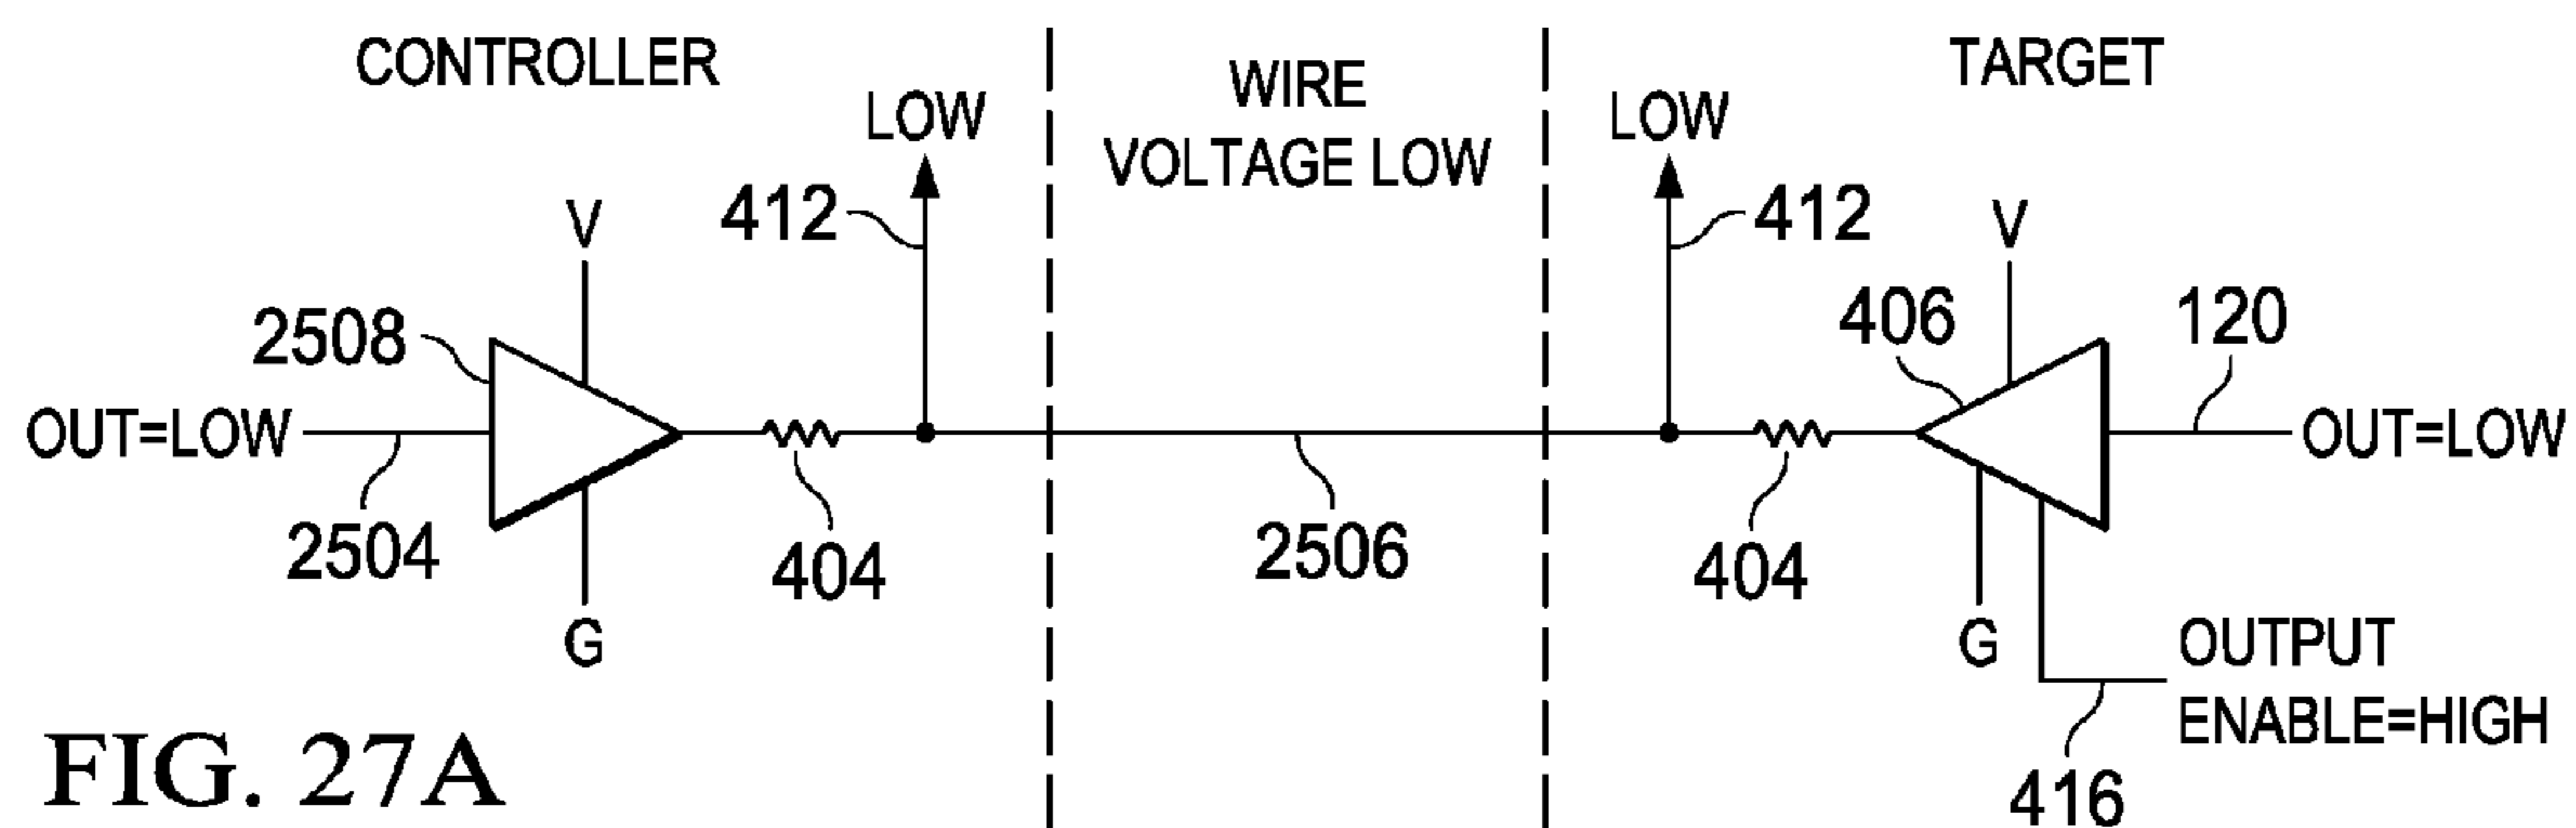 CONTROLLER
WIRE
VOLTAGE LOW
TARGET
LOW
LOW
412
412
V
V
2508
406
120
OUT=LOW
OUT=LOW
2504
404
2506
404
G
G
OUTPUT
ENABLE=HIGH
416
FIG. 27A